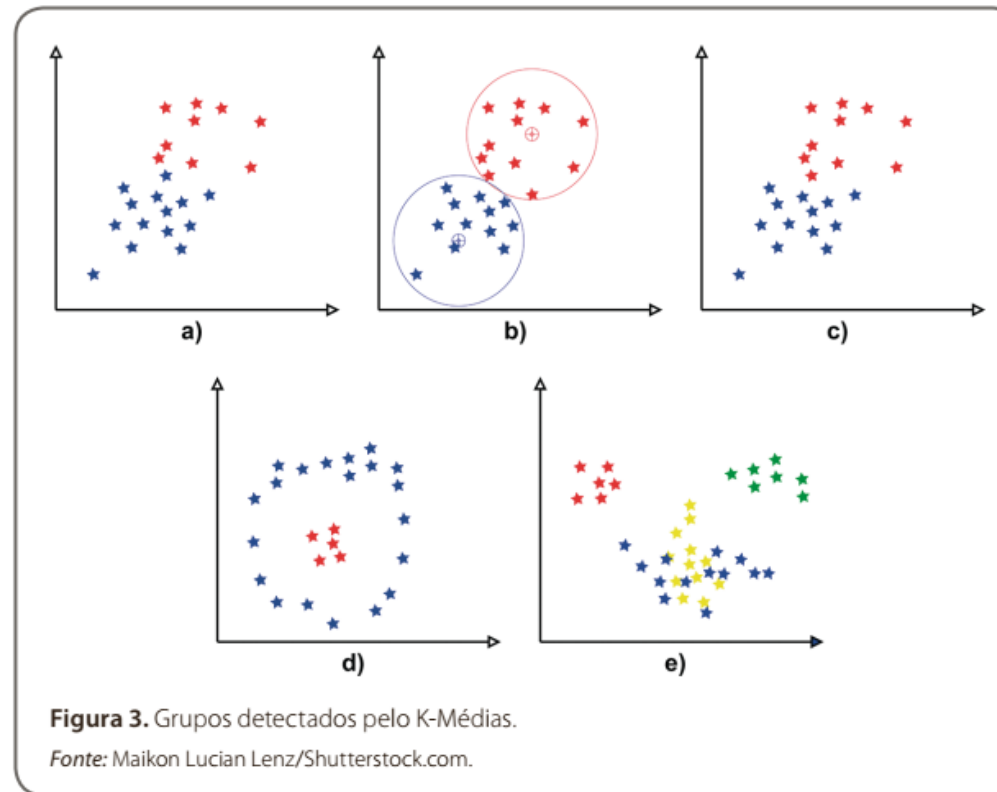 a)
b)
c)
d)
e)
Figura 3. Grupos detectados pelo K-Médias.
Fonte: Maikon Lucian Lenz/Shutterstock.com.